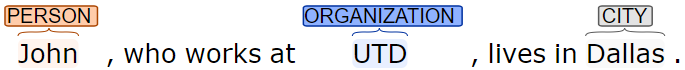 PERSON ORGANIZATION CITY
John , who works at UTD , lives in Dallas .